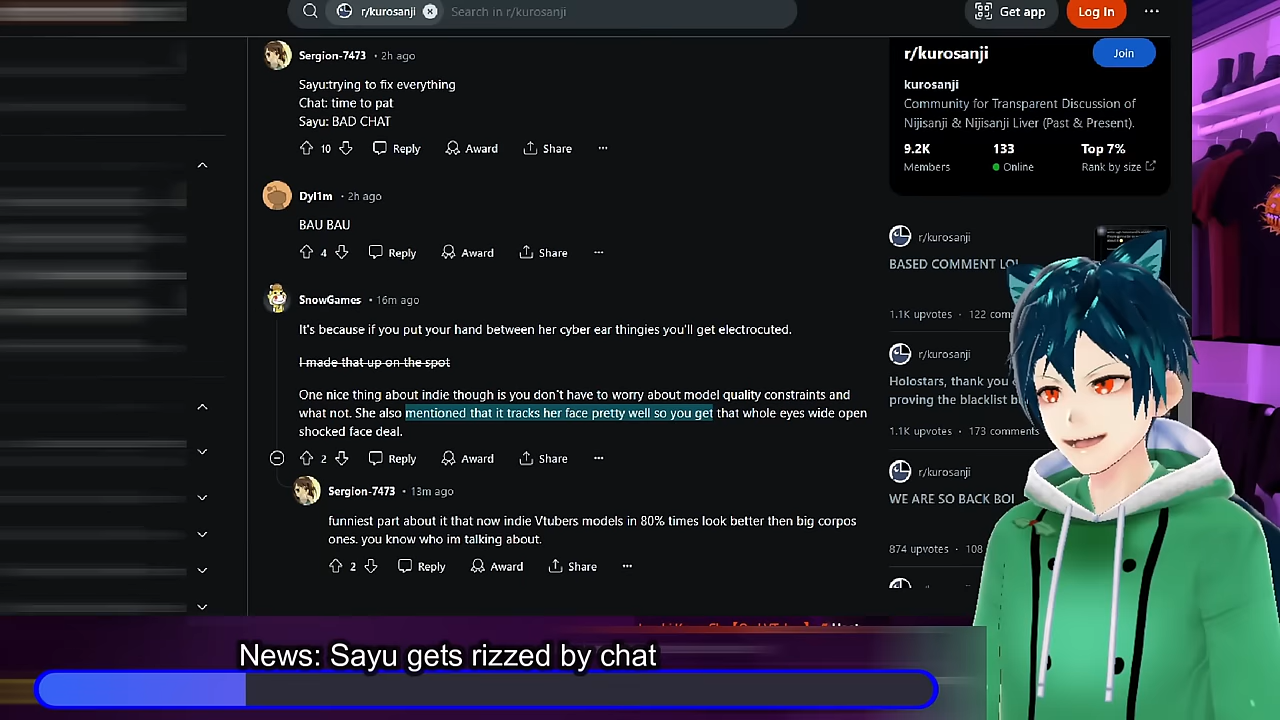 r/kurosanji
Search in r/kurosanji
Get app
Log In
Sergion-7473 • 2h ago
Sayu:trying to fix everything
Chat: time to pat
Sayu: BAD CHAT
10
Reply
Award
Share
Dyl1m • 2h ago
BAU BAU
4
Reply
Award
Share
SnowGames • 16m ago
It's because if you put your hand between her cyber ear thingies you'll get electrocuted.
I made that up on the spot
One nice thing about indie though is you don't have to worry about model quality constraints and
what not. She also mentioned that it tracks her face pretty well so you get that whole eyes wide open
shocked face deal.
2
Reply
Award
Share
Sergion-7473 • 13m ago
funniest part about it that now indie Vtubers models in 80% times look better then big corpos
ones. you know who im talking about.
2
Reply
Award
Share
r/kurosanji
Join
kurosanji
Community for Transparent Discussion of
Nijisanji & Nijisanji Liver (Past & Present).
9.2K
133
Top 7%
Members
Online
Rank by size
r/kurosanji
BASED COMMENT
1.1K upvotes • 122
r/kurosanji
Holostars, thank you
proving the blacklist
1.1K upvotes • 173 comments
r/kurosanji
WE ARE SO BACK
874 upvotes • 108
News: Sayu gets rizzed by chat